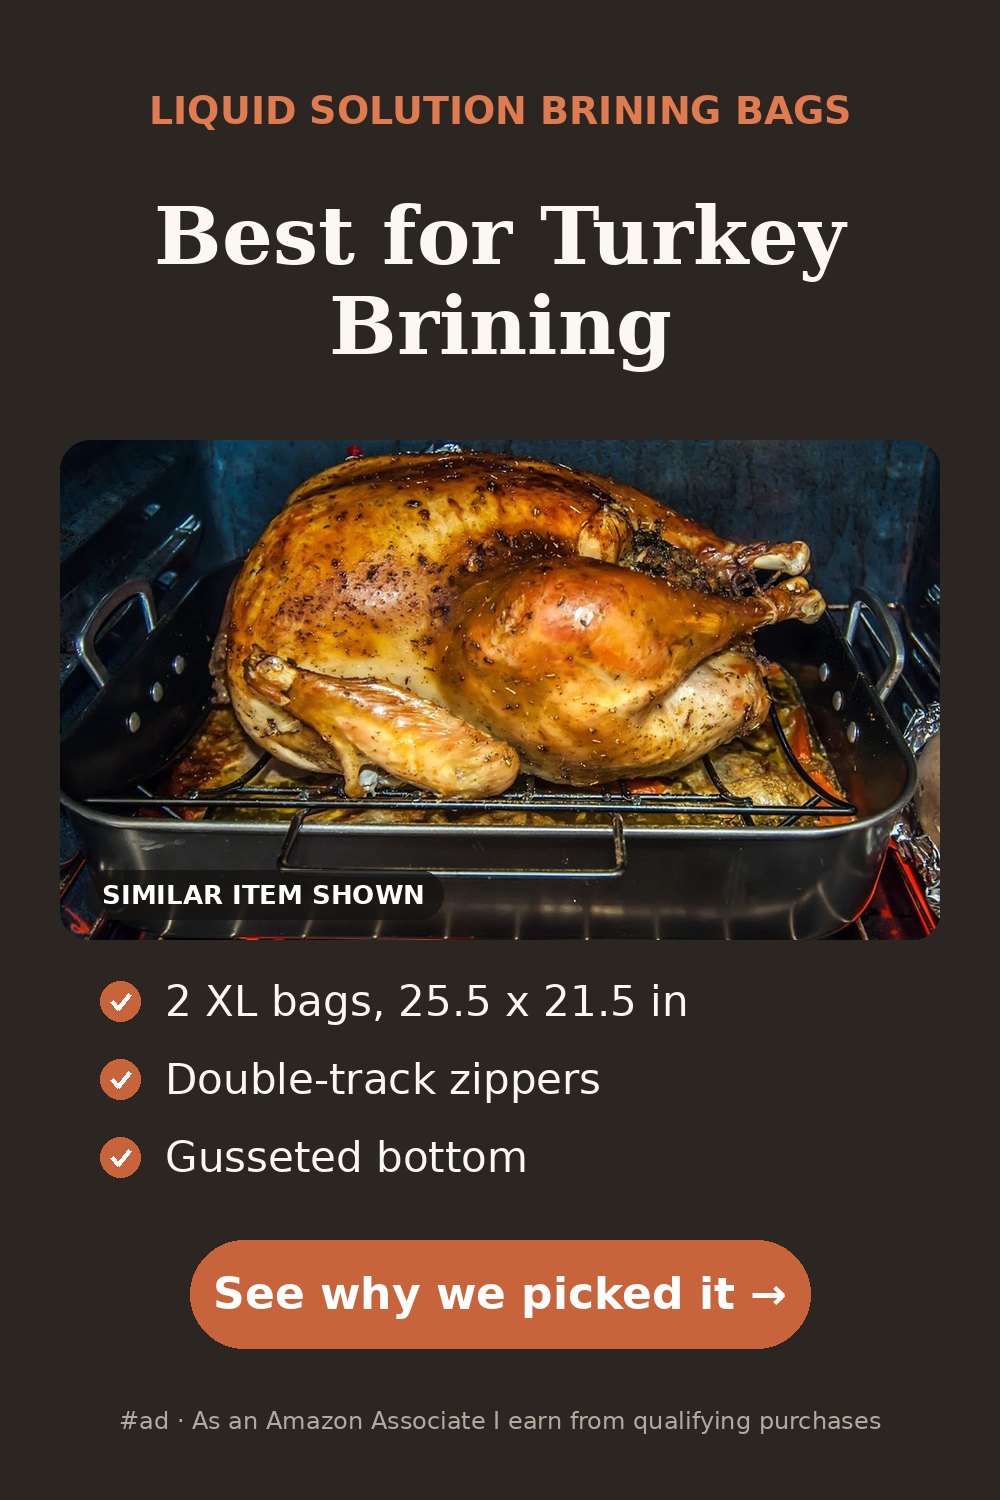 LIQUID SOLUTION BRINING BAGS
Best for Turkey
Brining
SIMILAR ITEM SHOWN
2 XL bags, 25.5 x 21.5 in
Double-track zippers
Gusseted bottom
See why we picked it →
#ad · As an Amazon Associate I earn from qualifying purchases